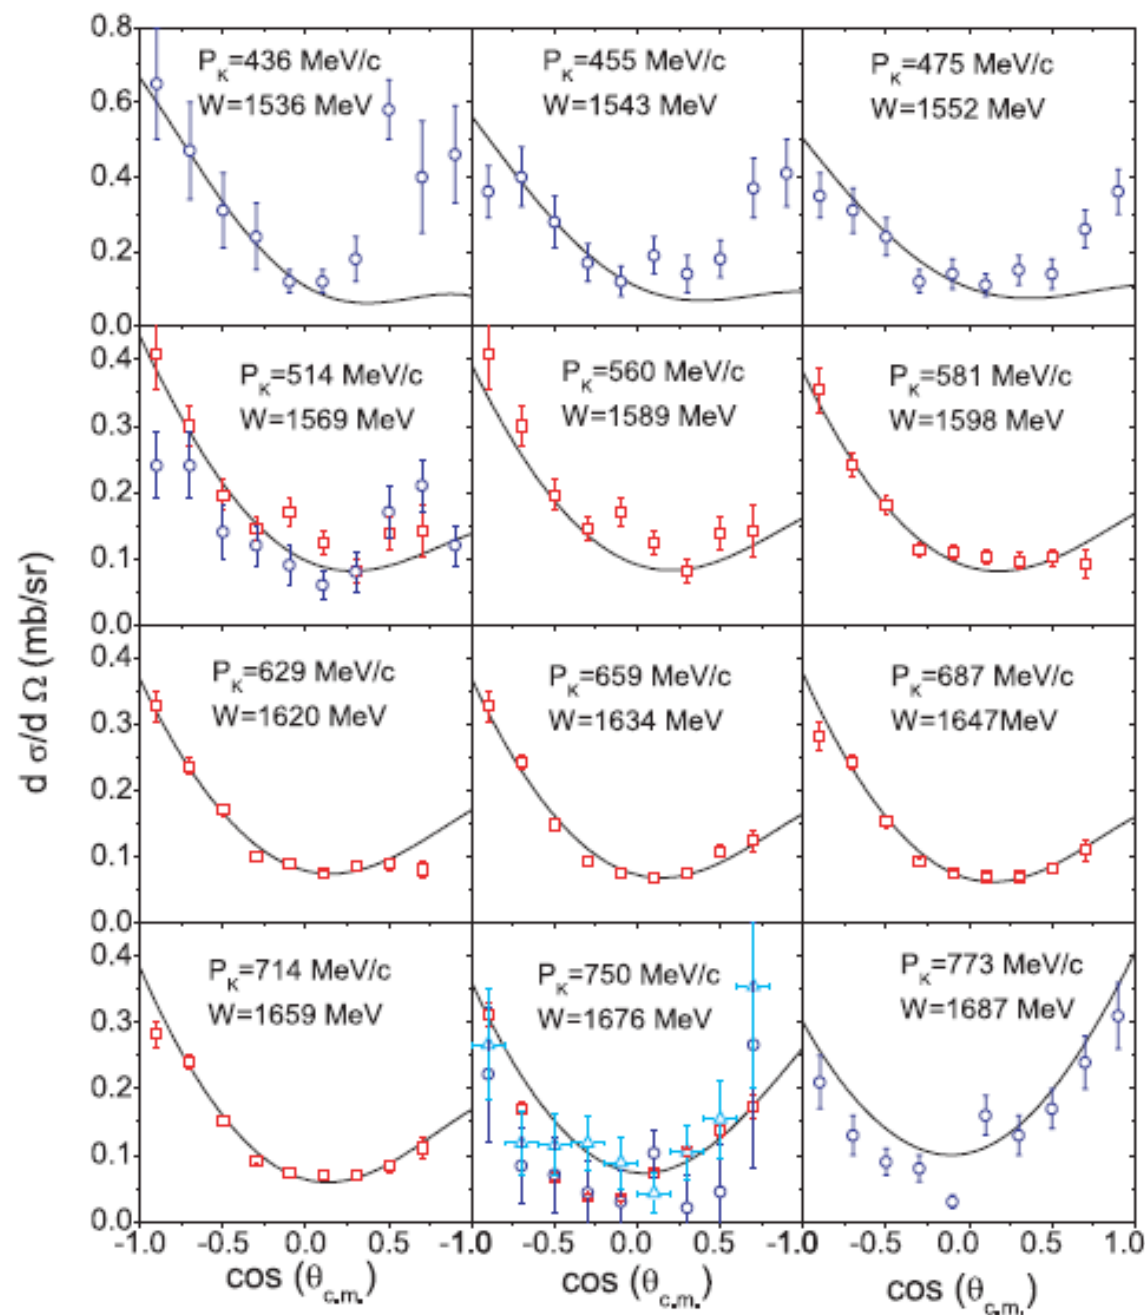 0.8
0.6
0.4
0.2
0.0
P_K=436 MeV/c
W=1536 MeV
P_K=455 MeV/c
W=1543 MeV
P_K=475 MeV/c
W=1552 MeV
0.4
0.3
0.2
0.1
0.0
P_K=514 MeV/c
W=1569 MeV
P_K=560 MeV/c
W=1589 MeV
P_K=581 MeV/c
W=1598 MeV
d σ/d Ω (mb/sr)
0.4
0.3
0.2
0.1
0.0
P_K=629 MeV/c
W=1620 MeV
P_K=659 MeV/c
W=1634 MeV
P_K=687 MeV/c
W=1647MeV
0.4
0.3
0.2
0.1
0.0
P_K=714 MeV/c
W=1659 MeV
P_K=750 MeV/c
W=1676 MeV
P_K=773 MeV/c
W=1687 MeV
-1.0 -0.5 0.0 0.5 -1.0 -0.5 0.0 0.5 -1.0 -0.5 0.0 0.5 1.0
cos (θ_c.m.) cos (θ_c.m.) cos (θ_c.m.)